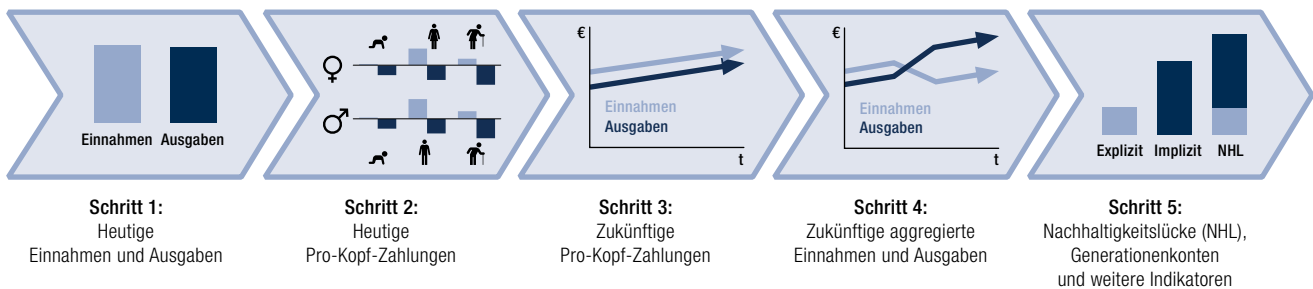 Einnahmen Ausgaben
♀
♂
€
Einnahmen
Ausgaben
t
€
Einnahmen
Ausgaben
t
Explizit Implizit NHL
Schritt 1:
Heutige
Einnahmen und Ausgaben
Schritt 2:
Heutige
Pro-Kopf-Zahlungen
Schritt 3:
Zukünftige
Pro-Kopf-Zahlungen
Schritt 4:
Zukünftige aggregierte
Einnahmen und Ausgaben
Schritt 5:
Nachhaltigkeitslücke (NHL),
Generationenkonten
und weitere Indikatoren